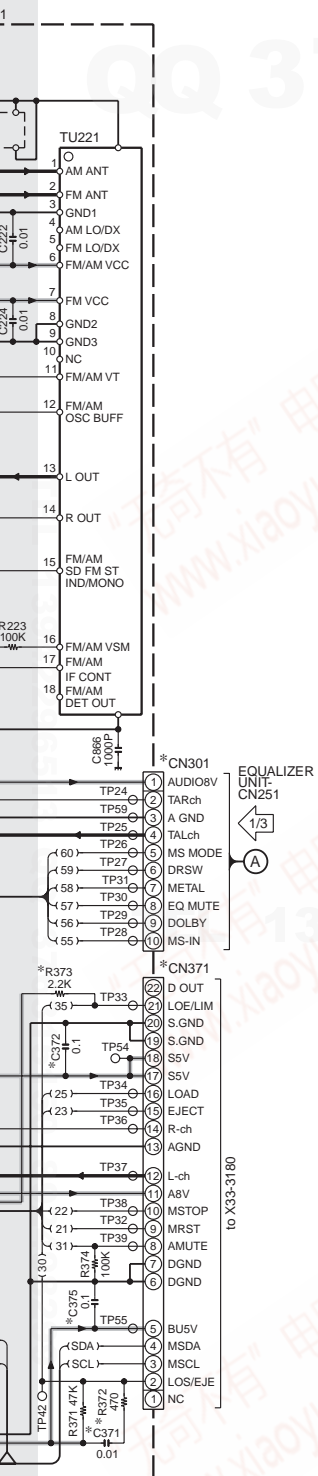 1
TU221
1 AM ANT
2 FM ANT
3 GND1
4 AM LO/DX
5 FM LO/DX
6 FM/AM VCC
C222
0.01
7 FM VCC
8 GND2
9 GND3
C224
0.01
10 NC
11 FM/AM VT
12 FM/AM
OSC BUFF
13 L OUT
14 R OUT
15 FM/AM
SD FM ST
IND/MONO
R223
100K
16 FM/AM VSM
17 FM/AM
IF CONT
18 FM/AM
DET OUT
C866
1000P
*CN301
1 AUDIO8V
TP24 2 TARch
TP59 3 A GND
TP25 4 TALch
(60) TP26 5 MS MODE
(59) TP27 6 DRSW
(58) TP31 7 METAL
(57) TP30 8 EQ MUTE
(56) TP29 9 DOLBY
(55) TP28 10 MS-IN
EQUALIZER
UNIT-
CN251
1/3
A
*CN371
*R373
2.2K
22 D OUT
(35) TP33 21 LOE/LIM
20 S.GND
19 S.GND
*C372
0.1
TP54 18 S5V
17 S5V
(25) TP34 16 LOAD
(23) TP35 15 EJECT
TP36 14 R-ch
13 AGND
TP37 12 L-ch
11 A8V
(22) TP38 10 MSTOP
(21) TP32 9 MRST
(31) TP39 8 AMUTE
(30)
R374
100K
7 DGND
6 DGND
*C375
0.1
TP55 5 BU5V
(SDA) 4 MSDA
(SCL) 3 MSCL
2 LOS/EJE
1 NC
to X33-3180
TP42
R371 47K
*R372
470
*C371
0.01
QQ 3
13